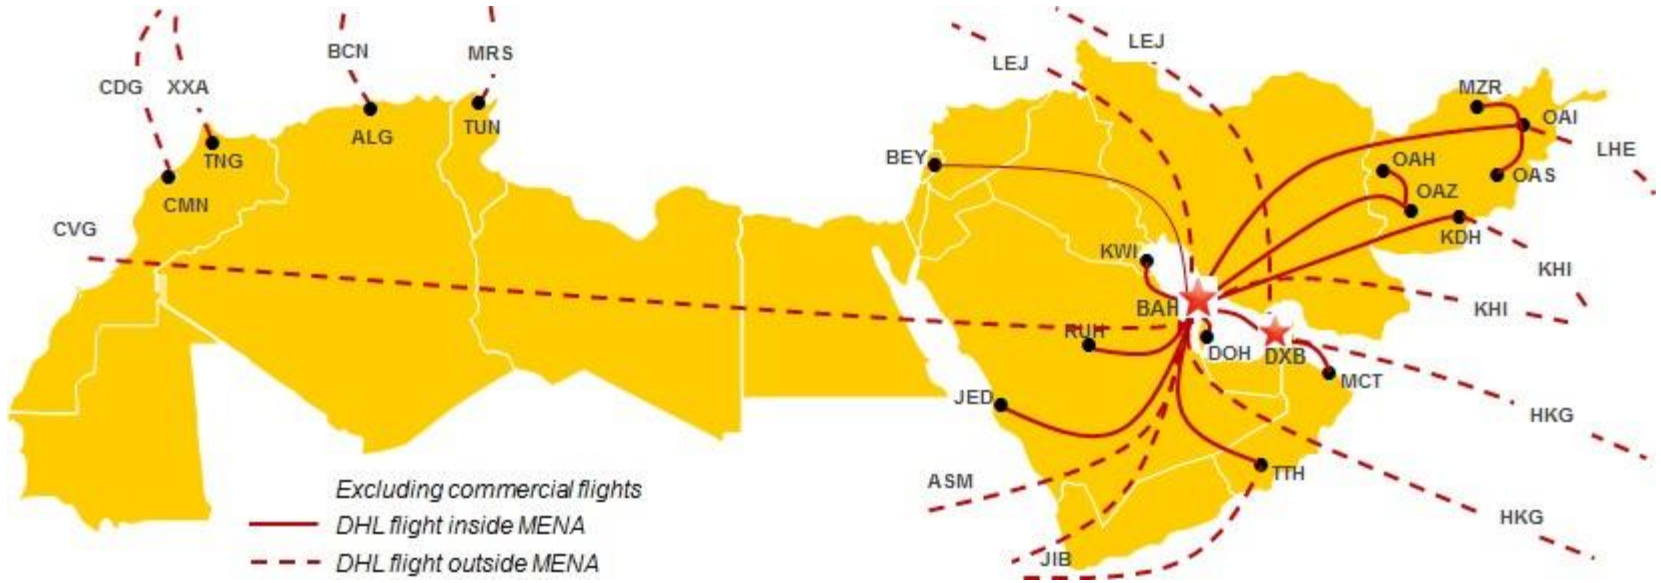 LEJ
BCN
MRS
LEJ
CDG
XXA
MZR
OAI
ALG
TUN
LHE
TNG
BEY
OAH
OAS
CMN
OAZ
CVG
KDH
KWI
KHI
BAH
KHI
RUH
DOH
DXB
MCT
JED
HKG
ASM
TTH
Excluding commercial flights
HKG
DHL flight inside MENA
JIB
DHL flight outside MENA